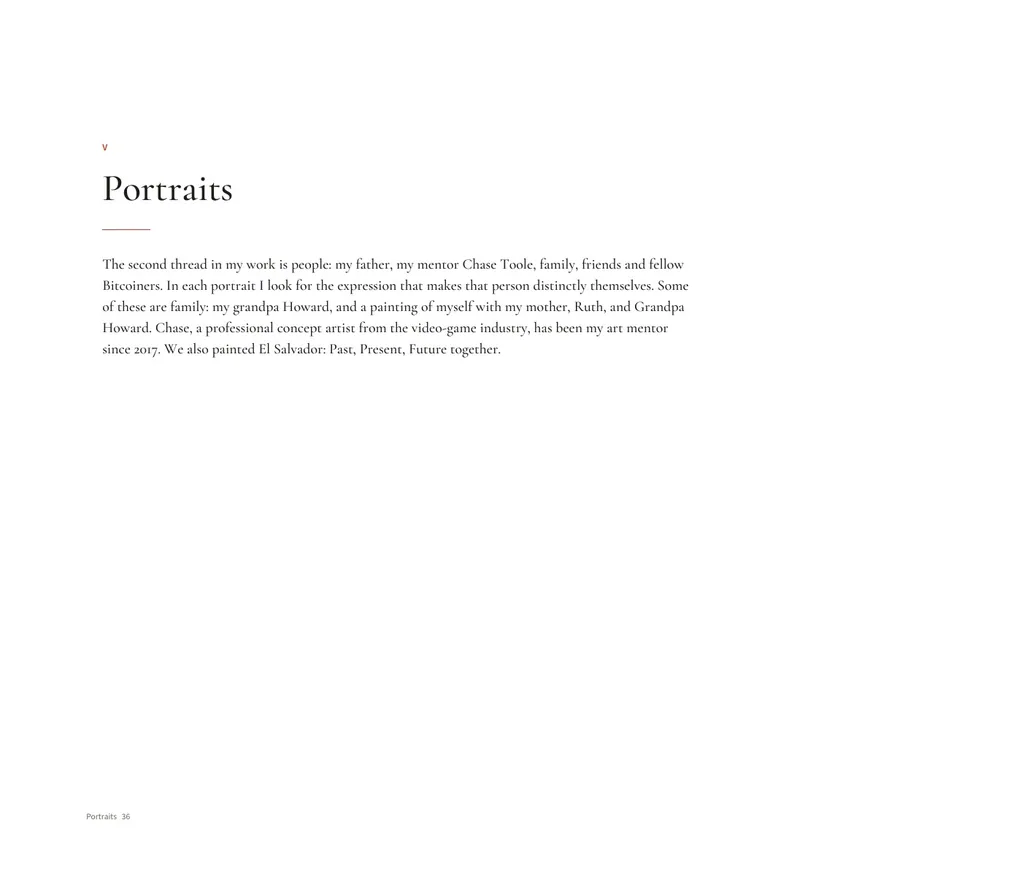 V
Portraits
The second thread in my work is people: my father, my mentor Chase Toole, family, friends and fellow
Bitcoiners. In each portrait I look for the expression that makes that person distinctly themselves. Some
of these are family: my grandpa Howard, and a painting of myself with my mother, Ruth, and Grandpa
Howard. Chase, a professional concept artist from the video-game industry, has been my art mentor
since 2017. We also painted El Salvador: Past, Present, Future together.
Portraits 36